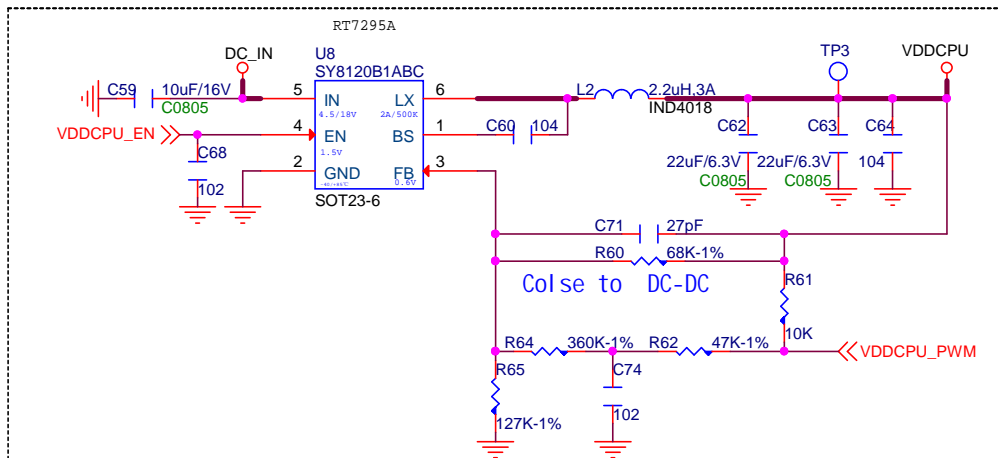 RT7295A
DC_IN
U8
SY8120B1ABC
TP3
VDDCPU
C59
10uF/16V
C0805
5
IN
4.5/18V
LX
2A/500K
6
L2
2.2uH,3A
IND4018
VDDCPU_EN
4
EN
1.5V
BS
1
C60
104
C62
C63
C64
C68
102
2
GND
-40/+85℃
FB
0.6V
3
22uF/6.3V
22uF/6.3V
104
C0805
C0805
SOT23-6
C71
27pF
R60
68K-1%
Colse to DC-DC
R61
10K
R64
360K-1%
R62
47K-1%
VDDCPU_PWM
R65
C74
102
127K-1%